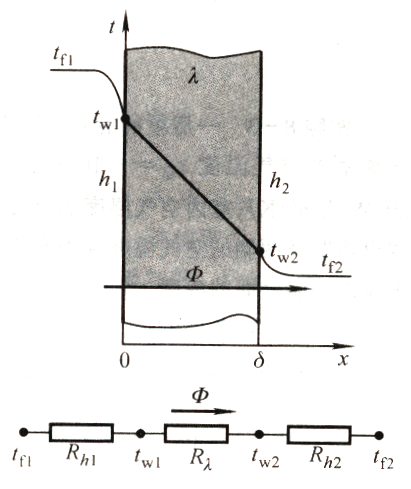 t
t_f1
λ
t_w1
h_1
h_2
t_w2
t_f2
Φ
0
δ
x
Φ
t_f1
R_h1
t_w1
R_λ
t_w2
R_h2
t_f2